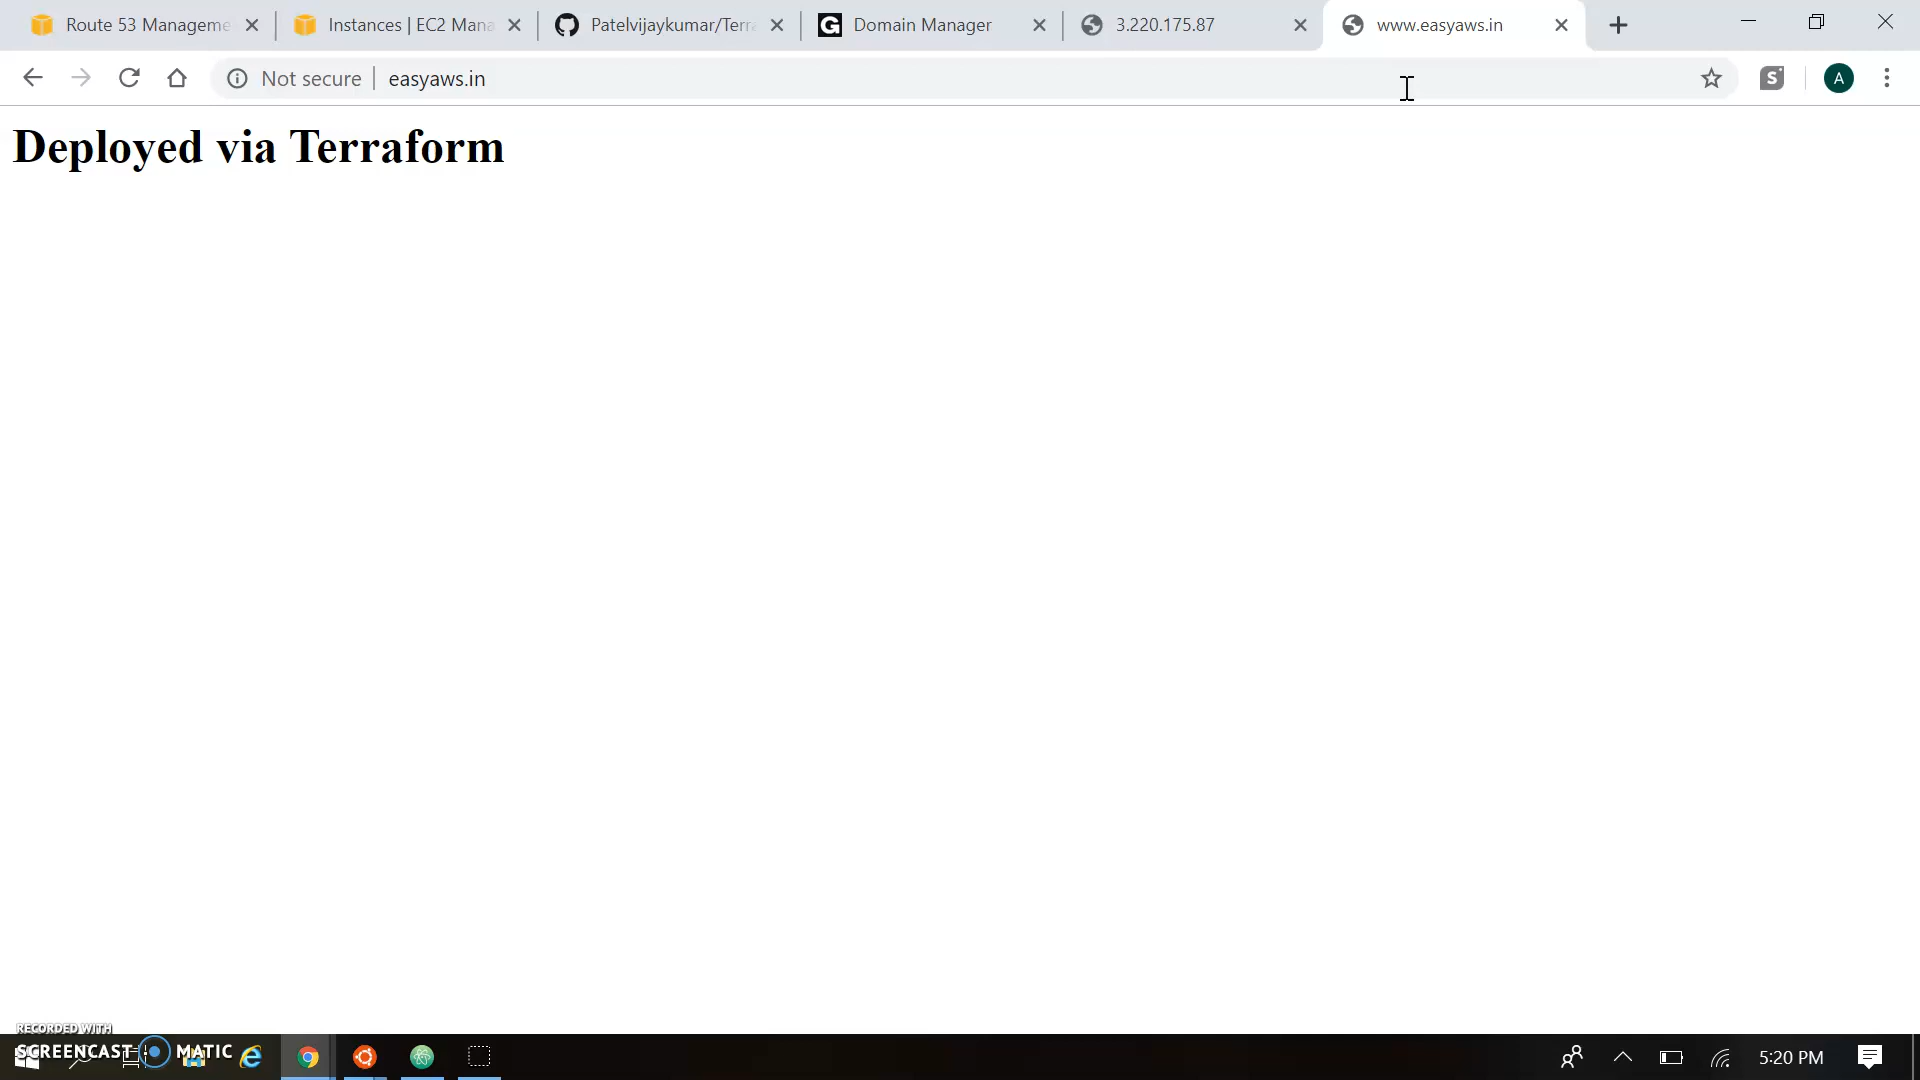 Route 53 Manageme
Instances | EC2 Mana
Patelvijaykumar/Terra
G Domain Manager
3.220.175.87
www.easyaws.in
Not secure
easyaws.in
S
A
Deployed via Terraform
RECORDED WITH
SCREENCAST MATIC
5:20 PM